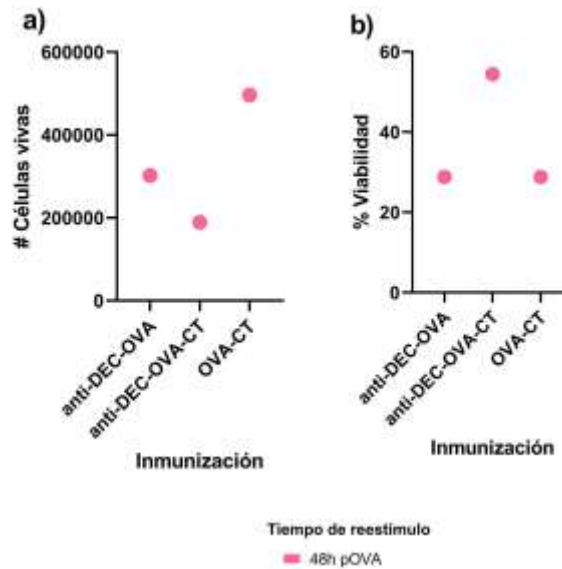 a)
# Células vivas
600000
400000
200000
0
anti-DEC-OVA
anti-DEC-OVA-CT
OVA-CT
Inmunización
b)
% Viabilidad
60
40
20
0
anti-DEC-OVA
anti-DEC-OVA-CT
OVA-CT
Inmunización
Tiempo de reestímulo
48h pOVA